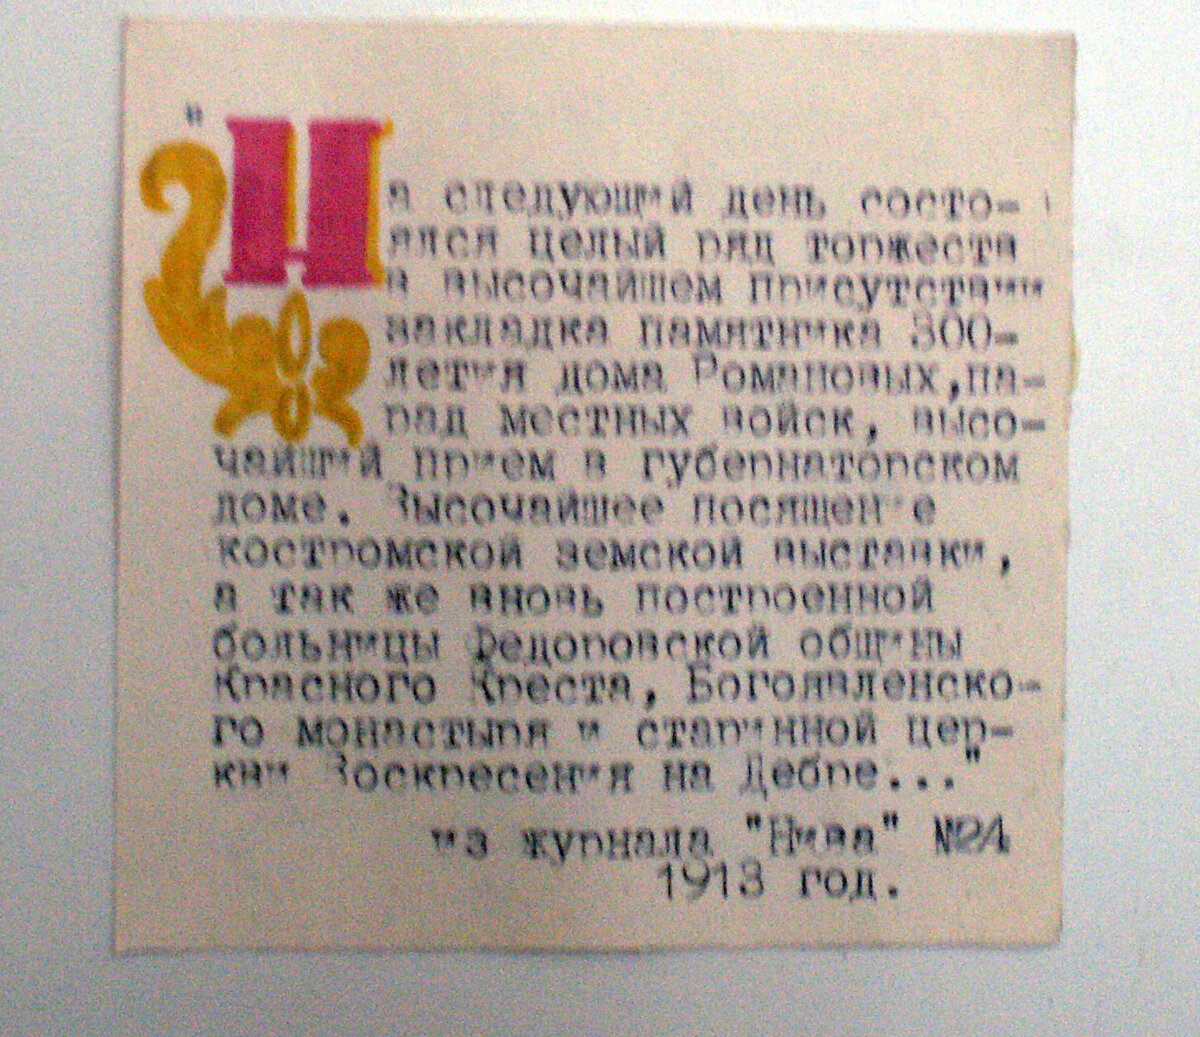 "На следующий день состо-
ялся целый ряд торжеств
в высочайшем присутствии
закладка памятника 300-
летия дома Романовых,па-
рад местных войск, высо-
чайший прием в губернаторском
доме. Высочайшее посящение
костромской земской выставки,
а так же вновь построенной
больницы Федоровской общины
Красного Креста, Богоявленско-
го монастыря и старинной цер-
кви Воскресения на Дебре..."
из журнала "Нива" №24
1913 год.